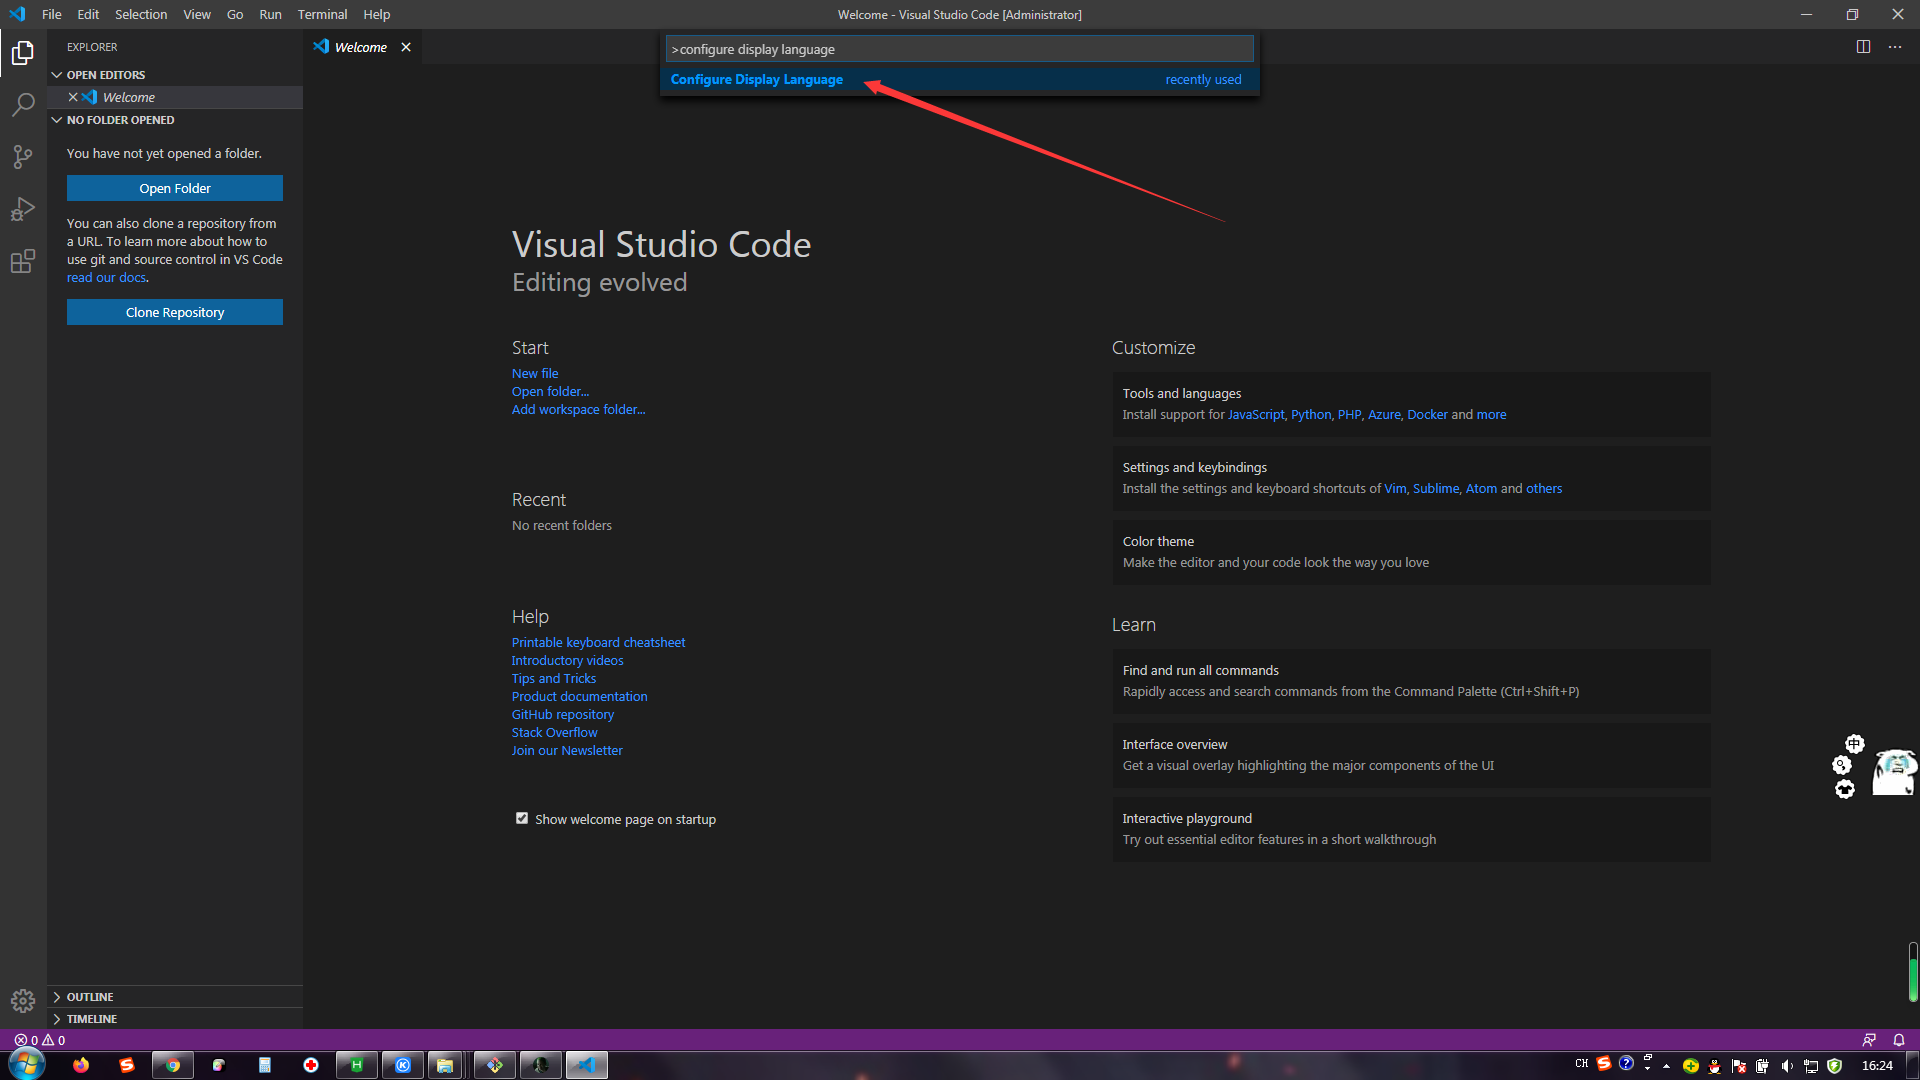 File Edit Selection View Go Run Terminal Help
Welcome - Visual Studio Code [Administrator]
EXPLORER
OPEN EDITORS
Welcome
NO FOLDER OPENED
You have not yet opened a folder.
Open Folder
You can also clone a repository from
a URL. To learn more about how to
use git and source control in VS Code
read our docs.
Clone Repository
OUTLINE
TIMELINE
Welcome
>configure display language
Configure Display Language
recently used
Visual Studio Code
Editing evolved
Start
New file
Open folder...
Add workspace folder...
Recent
No recent folders
Help
Printable keyboard cheatsheet
Introductory videos
Tips and Tricks
Product documentation
GitHub repository
Stack Overflow
Join our Newsletter
Show welcome page on startup
Customize
Tools and languages
Install support for JavaScript, Python, PHP, Azure, Docker and more
Settings and keybindings
Install the settings and keyboard shortcuts of Vim, Sublime, Atom and others
Color theme
Make the editor and your code look the way you love
Learn
Find and run all commands
Rapidly access and search commands from the Command Palette (Ctrl+Shift+P)
Interface overview
Get a visual overlay highlighting the major components of the UI
Interactive playground
Try out essential editor features in a short walkthrough
中
0 0
CH
16:24